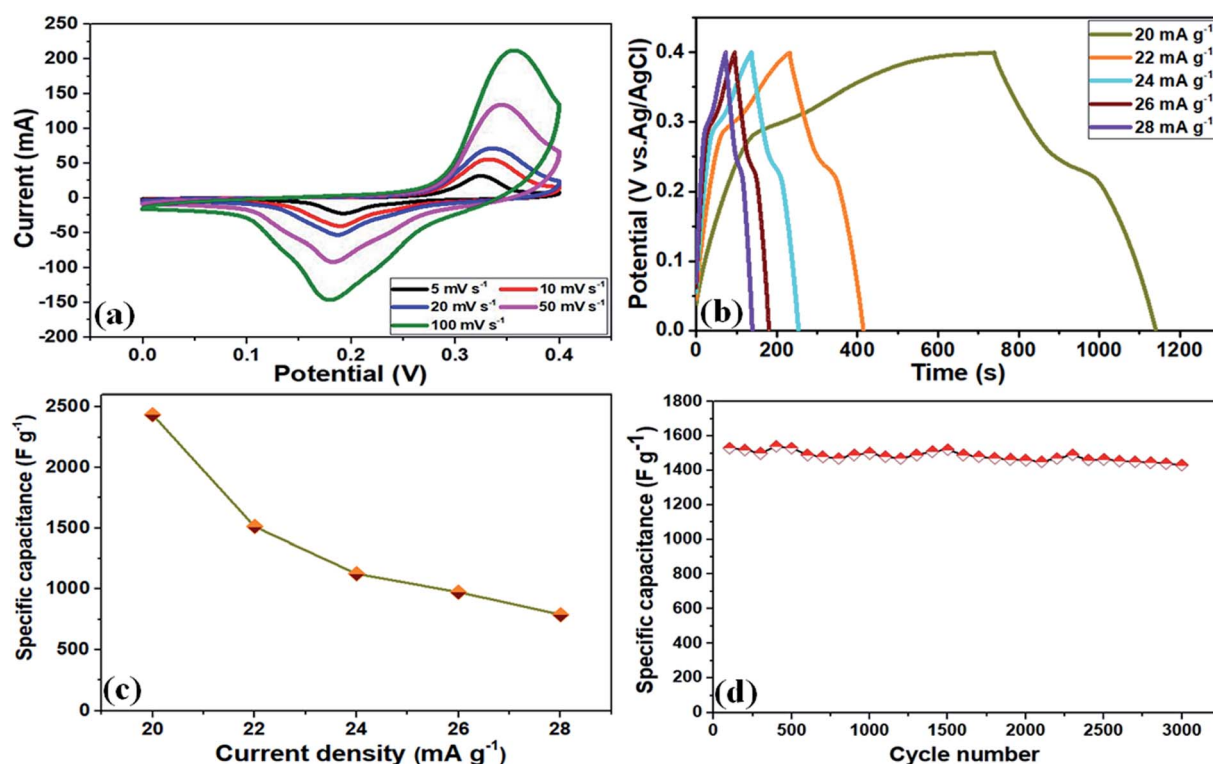 250
200
150
100
50
0
-50
-100
-150
-200
Current (mA)
5 mV s⁻¹ 10 mV s⁻¹
20 mV s⁻¹ 50 mV s⁻¹
100 mV s⁻¹
(a)
0.0 0.1 0.2 0.3 0.4
Potential (V)
0.4
0.3
0.2
0.1
0.0
Potential (V vs.Ag/AgCl)
20 mA g⁻¹
22 mA g⁻¹
24 mA g⁻¹
26 mA g⁻¹
28 mA g⁻¹
(b)
0 200 400 600 800 1000 1200
Time (s)
2500
2000
1500
1000
500
0
Specific capacitance (F g⁻¹)
(c)
20 22 24 26 28
Current density (mA g⁻¹)
1800
1600
1400
1200
1000
800
600
400
200
0
Specific capacitance (F g⁻¹)
(d)
0 500 1000 1500 2000 2500 3000
Cycle number